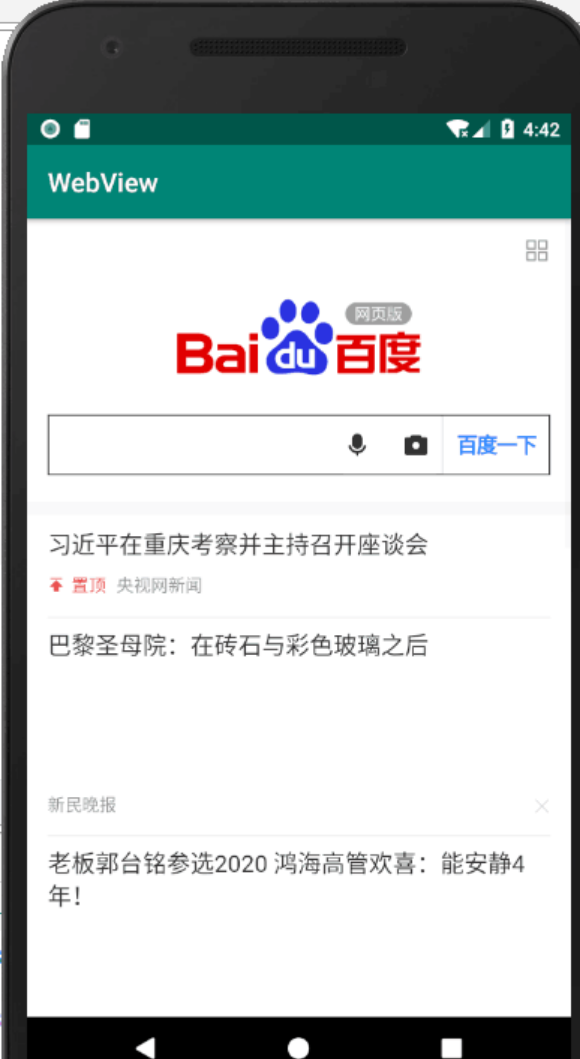 4:42
WebView
网页版
Bai du 百度
百度一下
习近平在重庆考察并主持召开座谈会
置顶 央视网新闻
巴黎圣母院：在砖石与彩色玻璃之后
新民晚报
老板郭台铭参选2020 鸿海高管欢喜：能安静4
年！